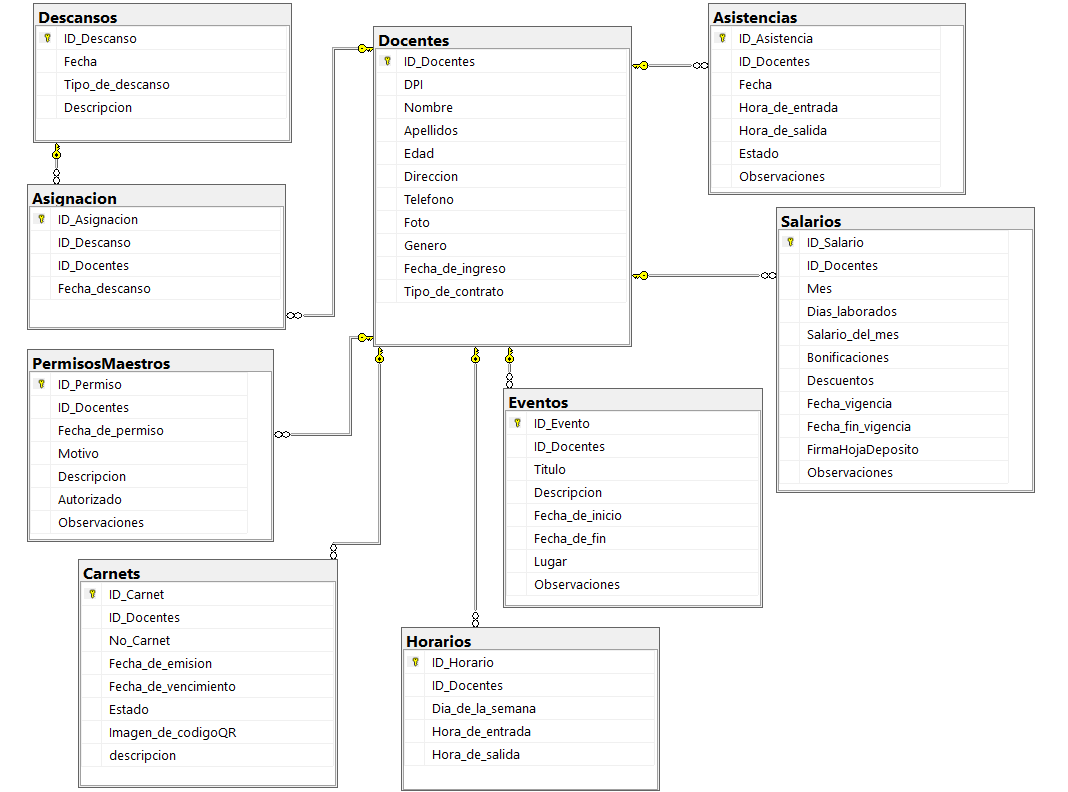 Descansos
ID_Descanso
Fecha
Tipo_de_descanso
Descripcion
Docentes
ID_Docentes
DPI
Nombre
Apellidos
Edad
Direccion
Telefono
Foto
Genero
Fecha_de_ingreso
Tipo_de_contrato
Asistencias
ID_Asistencia
ID_Docentes
Fecha
Hora_de_entrada
Hora_de_salida
Estado
Observaciones
Asignacion
ID_Asignacion
ID_Descanso
ID_Docentes
Fecha_descanso
Salarios
ID_Salario
ID_Docentes
Mes
Dias_laborados
Salario_del_mes
Bonificaciones
Descuentos
Fecha_vigencia
Fecha_fin_vigencia
FirmaHojaDeposito
Observaciones
PermisosMaestros
ID_Permiso
ID_Docentes
Fecha_de_permiso
Motivo
Descripcion
Autorizado
Observaciones
Eventos
ID_Evento
ID_Docentes
Titulo
Descripcion
Fecha_de_inicio
Fecha_de_fin
Lugar
Observaciones
Carnets
ID_Carnet
ID_Docentes
No_Carnet
Fecha_de_emision
Fecha_de_vencimiento
Estado
Imagen_de_codigoQR
descripcion
Horarios
ID_Horario
ID_Docentes
Dia_de_la_semana
Hora_de_entrada
Hora_de_salida